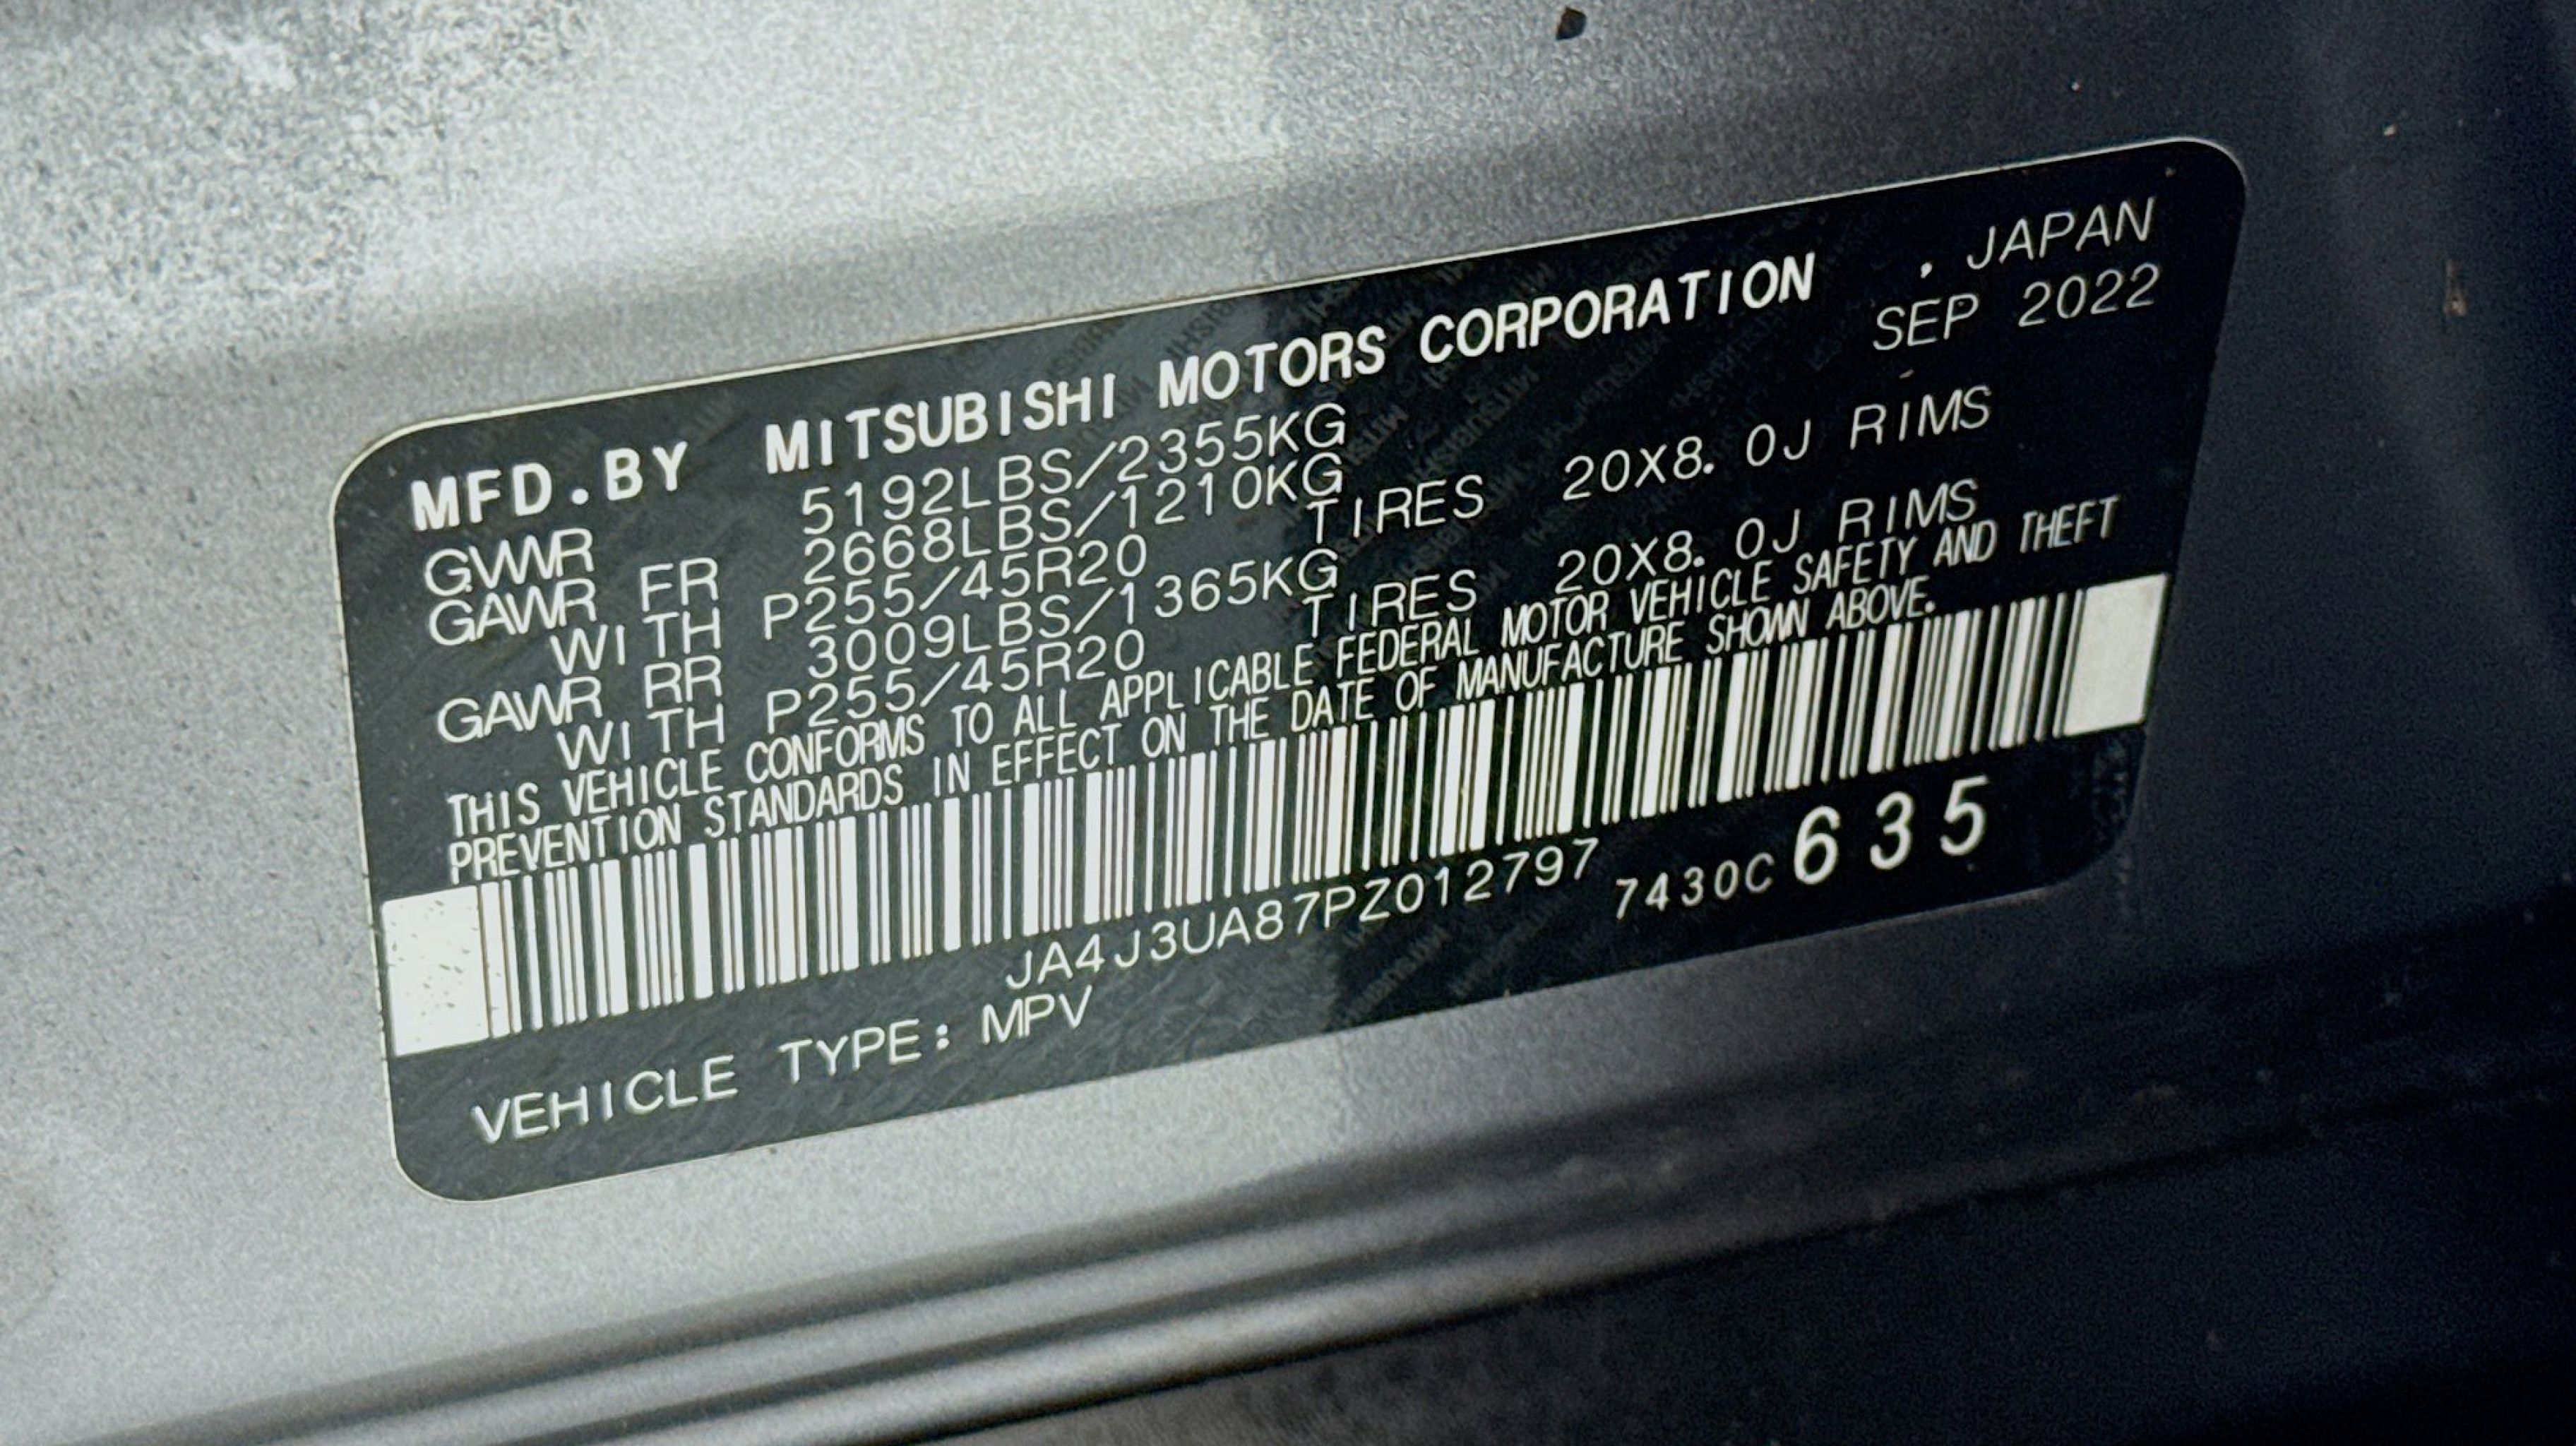 MFD.BY MITSUBISHI MOTORS CORPORATION , JAPAN
SEP 2022
GVWR 5192LBS/2355KG
GAWR FR 2668LBS/1210KG
WITH P255/45R20 TIRES 20X8.0J RIMS
GAWR RR 3009LBS/1365KG
WITH P255/45R20 TIRES 20X8.0J RIMS
THIS VEHICLE CONFORMS TO ALL APPLICABLE FEDERAL MOTOR VEHICLE SAFETY AND THEFT
PREVENTION STANDARDS IN EFFECT ON THE DATE OF MANUFACTURE SHOWN ABOVE.
JA4J3UA87PZ012797 7430C 635
VEHICLE TYPE: MPV